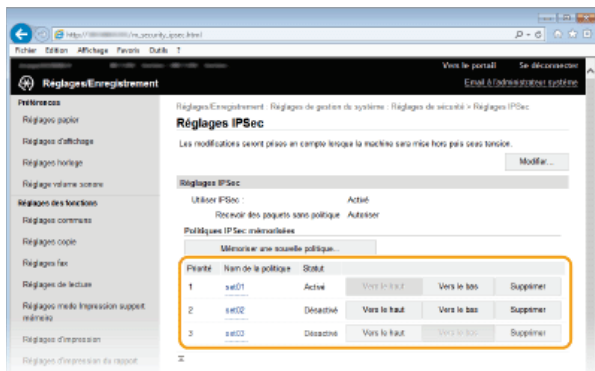 /rs_security_ipsec.html
Fichier Edition Affichage Favoris Outils ?
Vers le portail Se déconnecter
Réglages/Enregistrement
Email à l'administrateur système
Préférences
Réglages papier
Réglages d'affichage
Réglages horloge
Réglage volume sonore
Réglages des fonctions
Réglages communs
Réglages copie
Réglages fax
Réglages de lecture
Réglages mode Impression support mémoire
Réglages d'impression
Réglages d'impression du rapport
Réglages/Enregistrement : Réglages de gestion du système : Réglages de sécurité > Réglages IPSec
Réglages IPSec
Les modifications seront prises en compte lorsque la machine sera mise hors puis sous tension.
Modifier...
Réglages IPSec
Utiliser IPSec : Activé
Recevoir des paquets sans politique Autoriser
Politiques IPSec mémorisées
Mémoriser une nouvelle politique...
Priorité Nom de la politique Statut
1 set01 Activé Vers le haut Vers le bas Supprimer
2 set02 Désactivé Vers le haut Vers le bas Supprimer
3 set03 Désactivé Vers le haut Vers le bas Supprimer